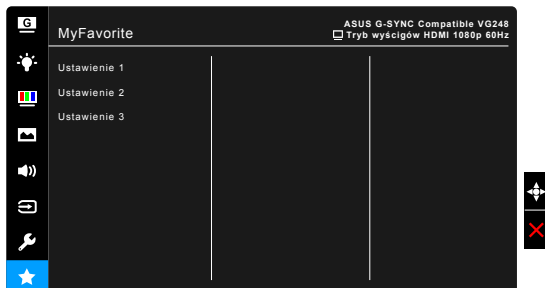 G
MyFavorite
ASUS G-SYNC Compatible VG248
Tryb wyścigów HDMI 1080p 60Hz
Ustawienie 1
Ustawienie 2
Ustawienie 3